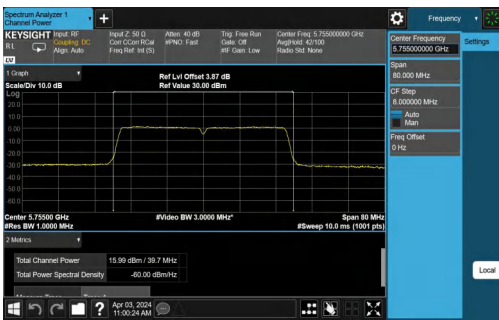 Spectrum Analyzer 1
Channel Power
+
Frequency
KEYSIGHT
Input: RF
Coupling: DC
Align: Auto
Input Z: 50 Ω
Corr CCorr RCal
Freq Ref: Int (S)
Atten: 40 dB
#PNO: Fast
Trig: Free Run
Gate: Off
#IF Gain: Low
Center Freq: 5.755000000 GHz
Avg|Hold: 42/100
Radio Std: None
RL
Center Frequency
5.755000000 GHz
Settings
Span
80.000 MHz
CF Step
8.000000 MHz
Auto
Man
Freq Offset
0 Hz
1 Graph
Scale/Div 10.0 dB
Ref Lvl Offset 3.87 dB
Ref Value 30.00 dBm
Log
20.0
10.0
0.00
-10.0
-20.0
-30.0
-40.0
-50.0
-60.0
Center 5.75500 GHz
#Res BW 1.0000 MHz
#Video BW 3.0000 MHz*
Span 80 MHz
#Sweep 10.0 ms (1001 pts)
2 Metrics
Total Channel Power 15.99 dBm / 39.7 MHz
Total Power Spectral Density -60.00 dBm/Hz
Local
?
Apr 03, 2024
11:00:24 AM